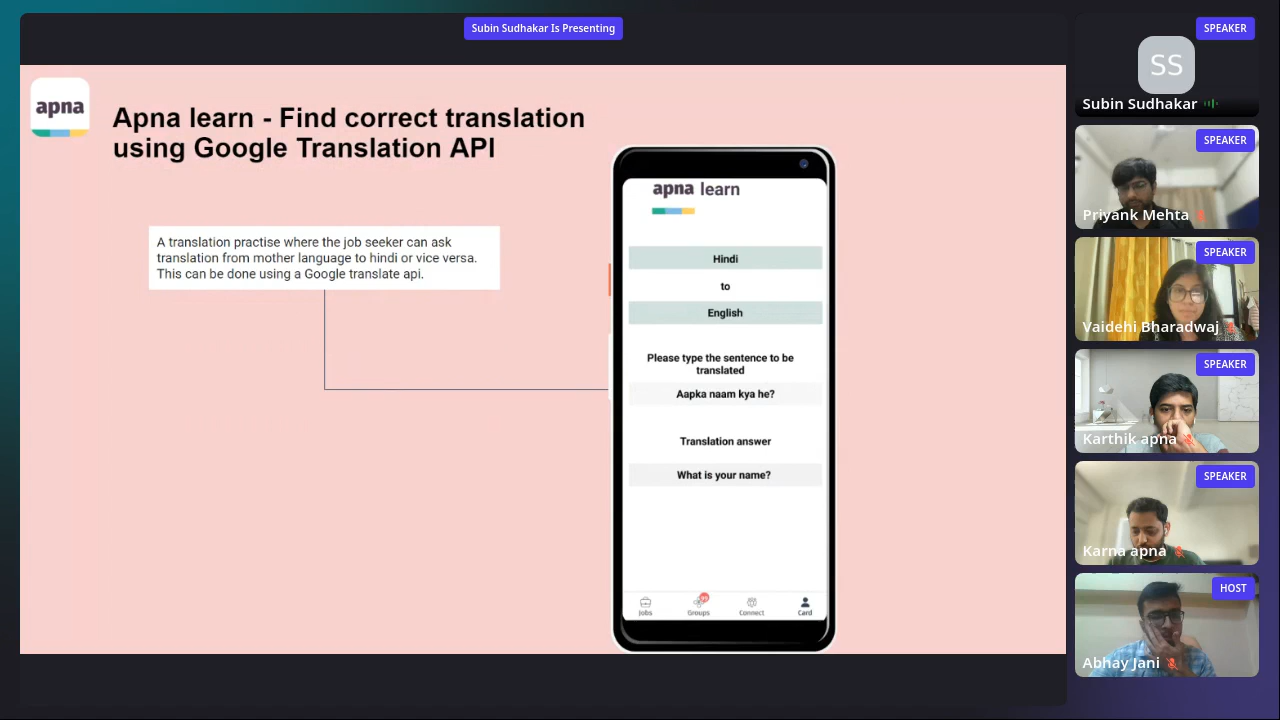 Subin Sudhakar Is Presenting
apna
Apna learn - Find correct translation
using Google Translation API
A translation practise where the job seeker can ask
translation from mother language to hindi or vice versa.
This can be done using a Google translate api.
apna learn
Hindi
to
English
Please type the sentence to be
translated
Aapka naam kya he?
Translation answer
What is your name?
Jobs
Groups
Connect
Card
SPEAKER
SS
Subin Sudhakar
SPEAKER
Priyank Mehta
SPEAKER
Vaidehi Bharadwaj
SPEAKER
Karthik apna
SPEAKER
Karna apna
HOST
Abhay Jani